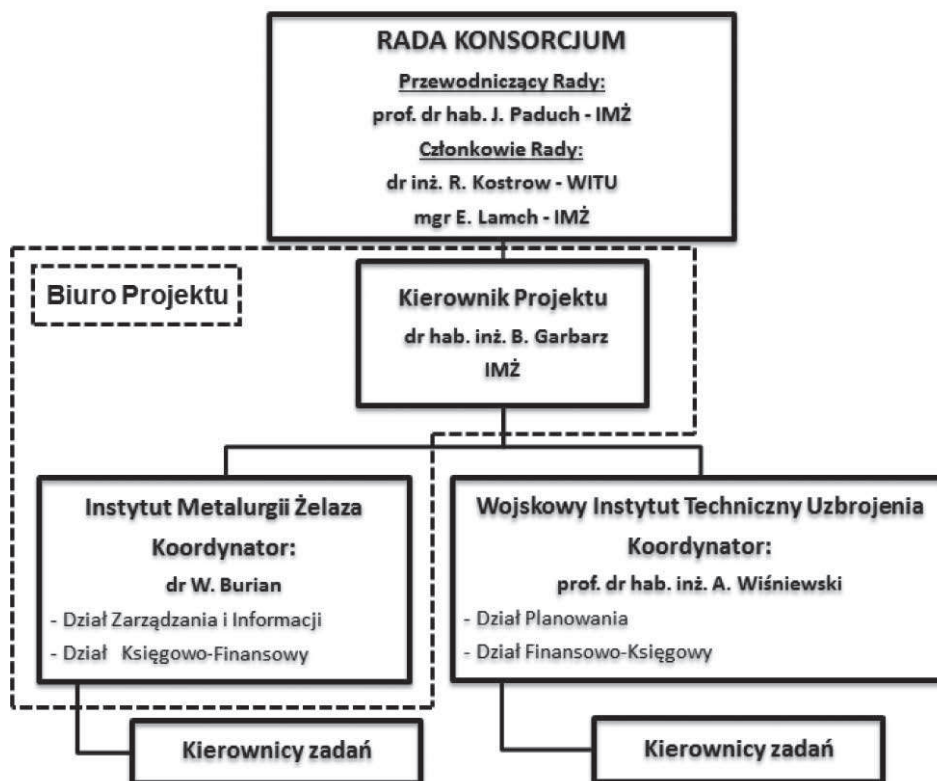 RADA KONSORCJUM
Przewodniczący Rady:
prof. dr hab. J. Paduch - IMŻ
Członkowie Rady:
dr inż. R. Kostrow - WITU
mgr E. Lamch - IMŻ
Biuro Projektu
Kierownik Projektu
dr hab. inż. B. Garbarz
IMŻ
Instytut Metalurgii Żelaza
Koordynator:
dr W. Burian
- Dział Zarządzania i Informacji
- Dział Księgowo-Finansowy
Wojskowy Instytut Techniczny Uzbrojenia
Koordynator:
prof. dr hab. inż. A. Wiśniewski
- Dział Planowania
- Dział Finansowo-Księgowy
Kierownicy zadań
Kierownicy zadań